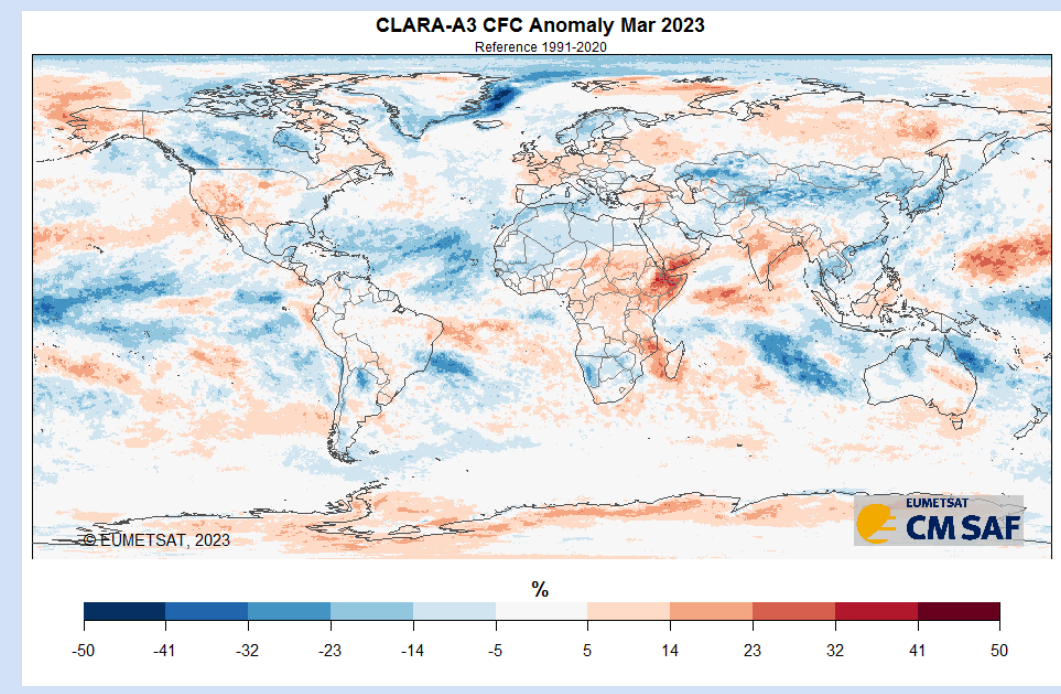 CLARA-A3 CFC Anomaly Mar 2023
Reference 1991-2020
EUMETSAT
CM SAF
© EUMETSAT, 2023
%
-50 -41 -32 -23 -14 -5 5 14 23 32 41 50